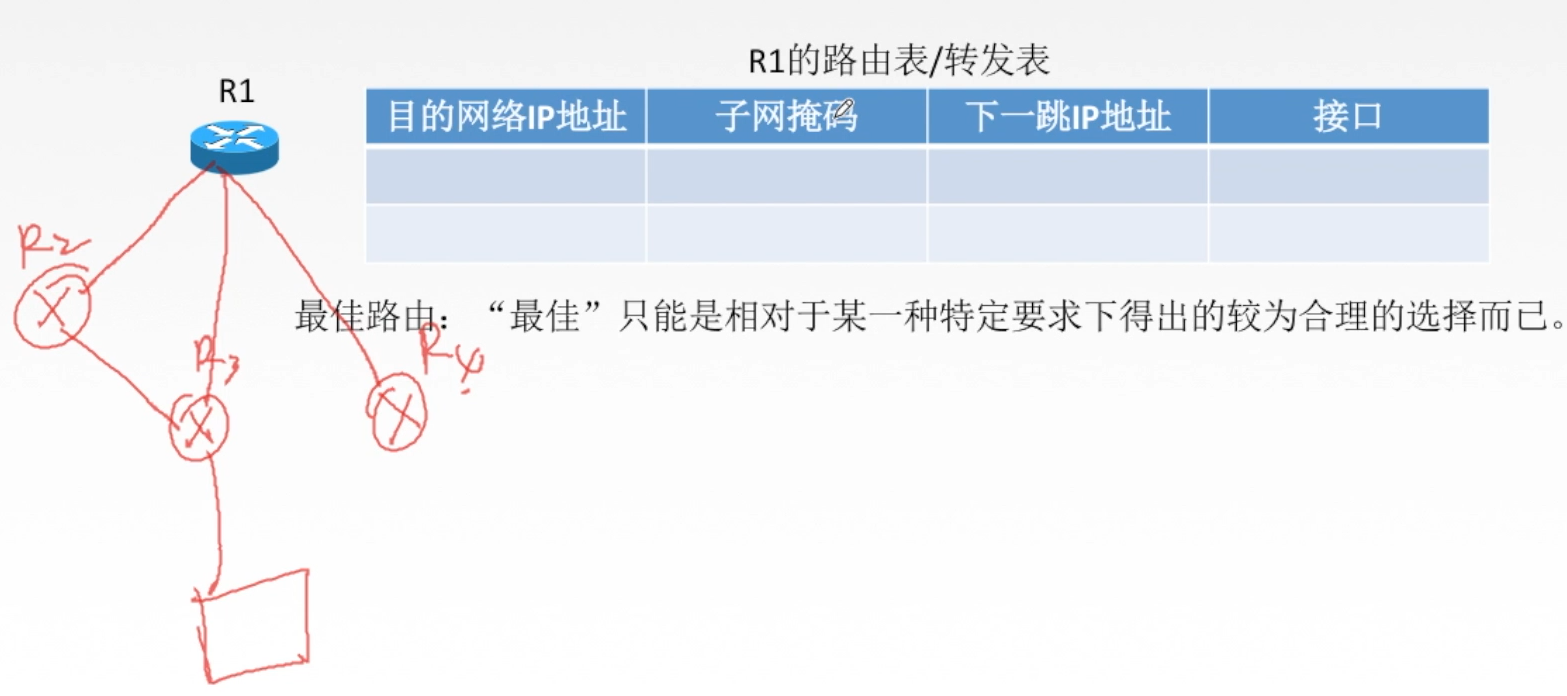 R1的路由表/转发表
R1
目的网络IP地址 子网掩码 下一跳IP地址 接口
R2
最佳路由：“最佳”只能是相对于某一种特定要求下得出的较为合理的选择而已。
R3
R4